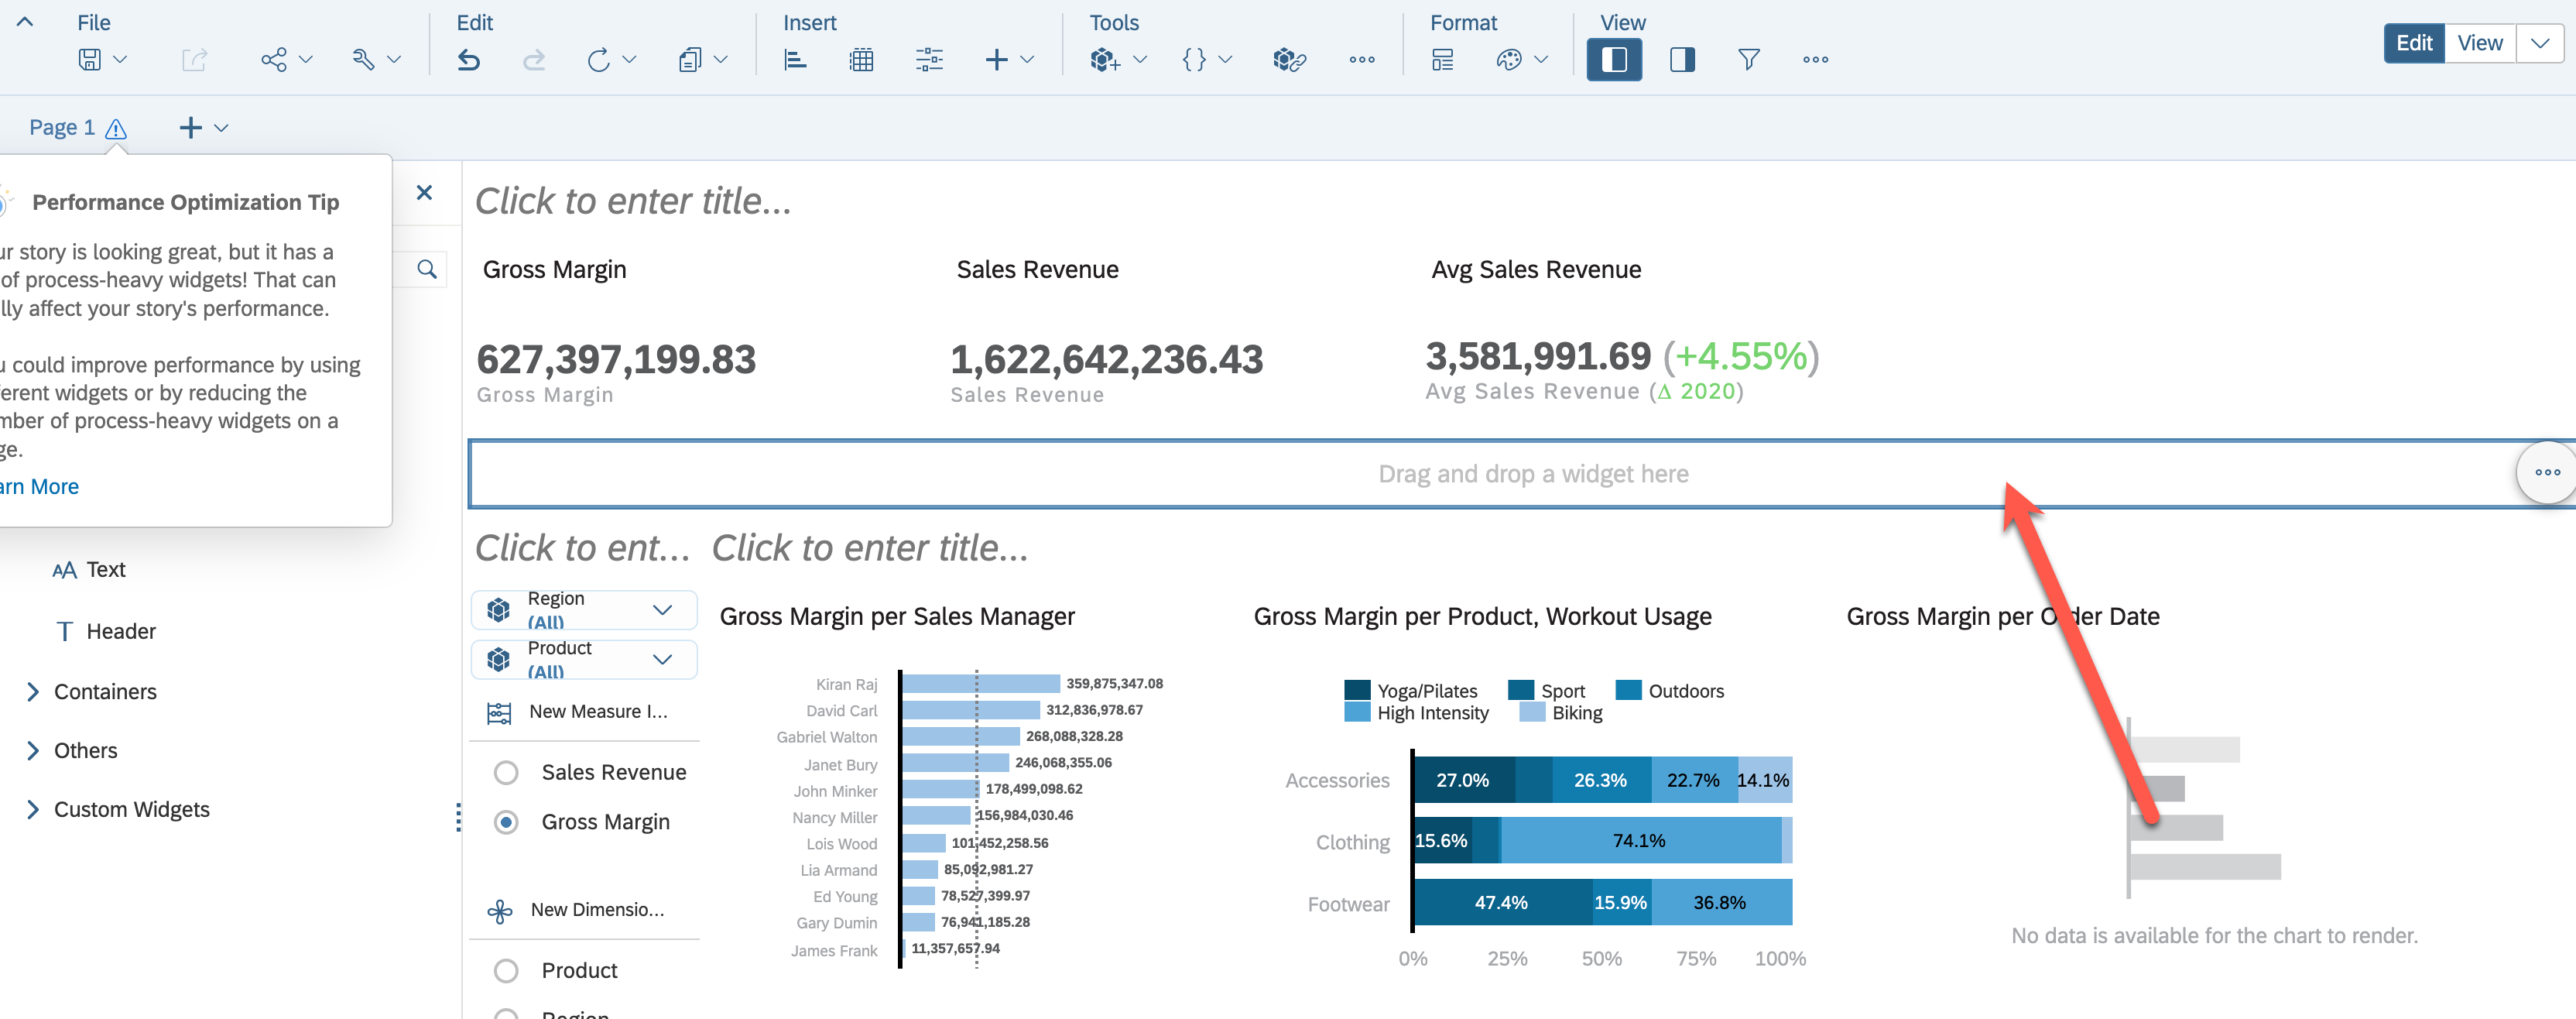 File
Edit
Insert
Tools
Format
View
Edit
View
Page 1
Performance Optimization Tip
ur story is looking great, but it has a
of process-heavy widgets! That can
lly affect your story's performance.
u could improve performance by using
ferent widgets or by reducing the
mber of process-heavy widgets on a
ge.
arn More
Text
Header
Containers
Others
Custom Widgets
Click to enter title...
Gross Margin
627,397,199.83
Gross Margin
Sales Revenue
1,622,642,236.43
Sales Revenue
Avg Sales Revenue
3,581,991.69 (+4.55%)
Avg Sales Revenue (Δ 2020)
Drag and drop a widget here
Click to ent...
Click to enter title...
Region
(All)
Product
(All)
New Measure I...
Sales Revenue
Gross Margin
New Dimensio...
Product
Region
Gross Margin per Sales Manager
Kiran Raj 359,875,347.08
David Carl 312,836,978.67
Gabriel Walton 268,088,328.28
Janet Bury 246,068,355.06
John Minker 178,499,098.62
Nancy Miller 156,984,030.46
Lois Wood 101,452,258.56
Lia Armand 85,092,981.27
Ed Young 78,527,399.97
Gary Dumin 76,941,185.28
James Frank 11,357,657.94
Gross Margin per Product, Workout Usage
Yoga/Pilates Sport Outdoors
High Intensity Biking
Accessories 27.0% 26.3% 22.7% 14.1%
Clothing 15.6% 74.1%
Footwear 47.4% 15.9% 36.8%
0% 25% 50% 75% 100%
Gross Margin per Order Date
No data is available for the chart to render.